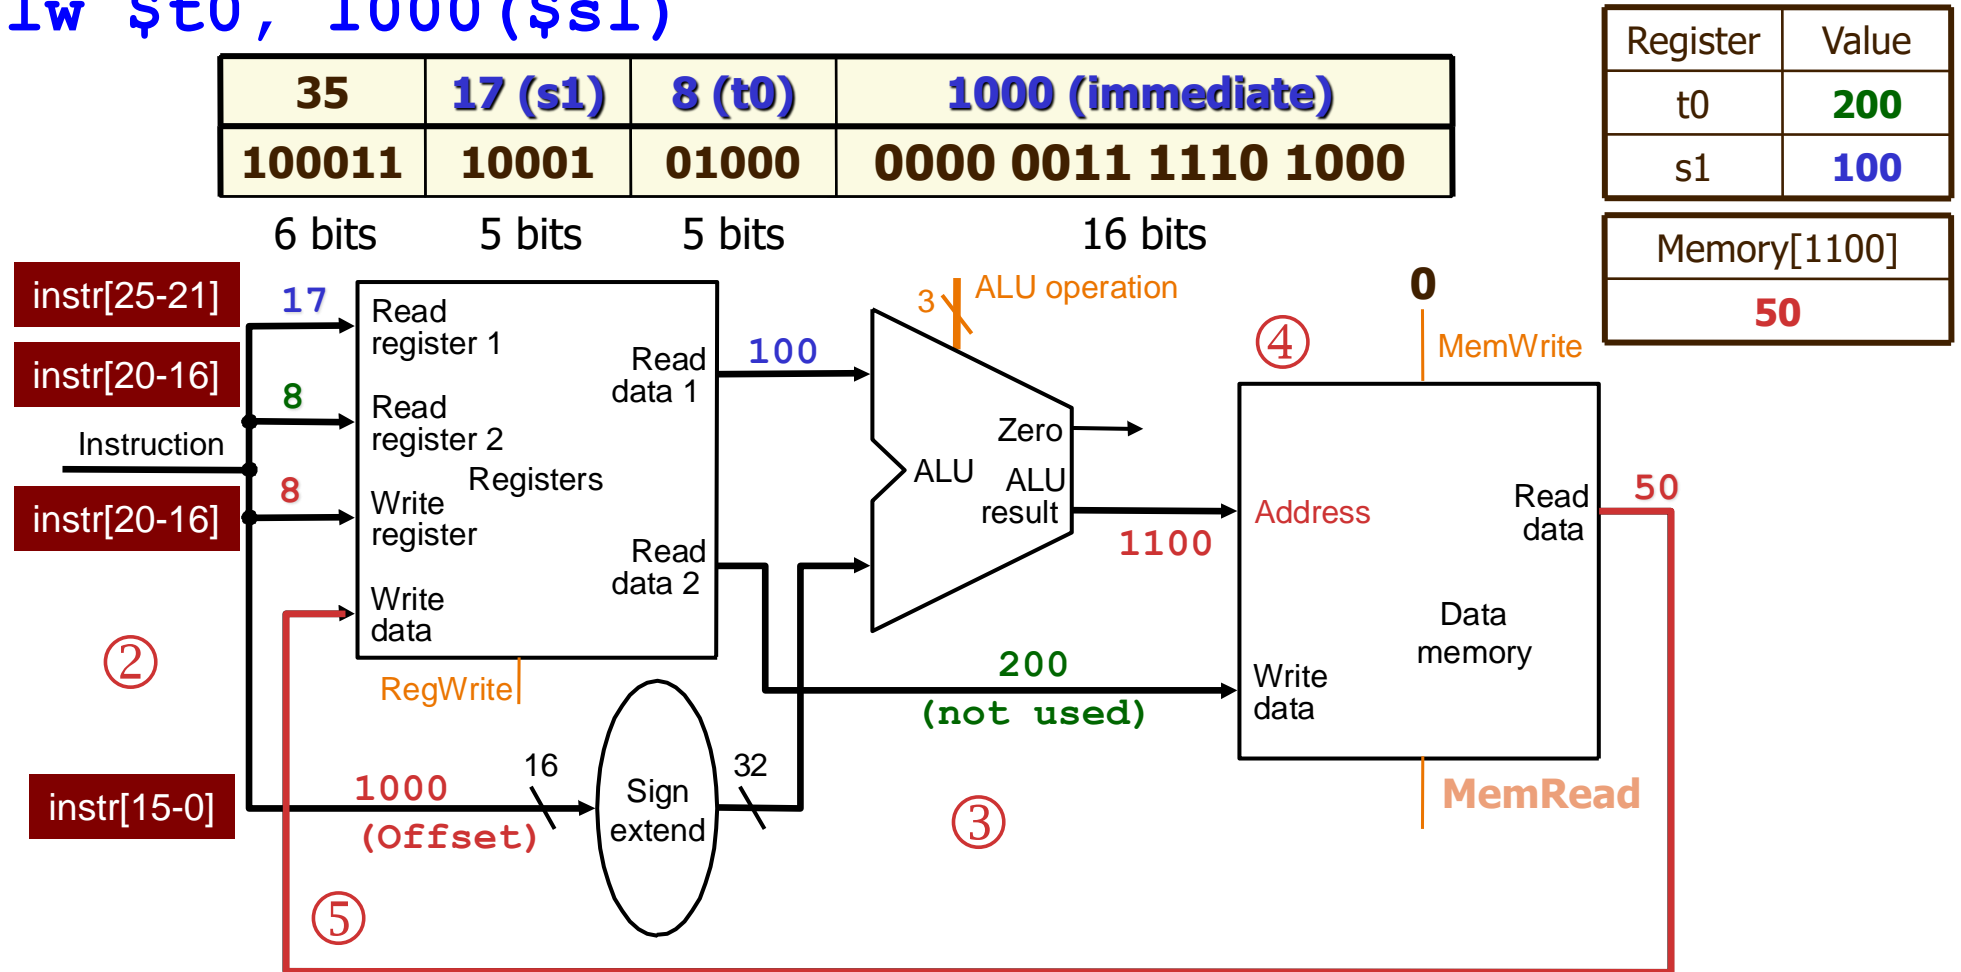 lw $t0, 1000($s1)
Register Value
t0 200
s1 100
Memory[1100]
50
35 17 (s1) 8 (t0) 1000 (immediate)
100011 10001 01000 0000 0011 1110 1000
6 bits 5 bits 5 bits 16 bits
instr[25-21]
17
instr[20-16]
8
Instruction
8
instr[20-16]
Read
register 1
Read
register 2
Registers
Write
register
Write
data
Read
data 1
Read
data 2
RegWrite
100
3
ALU operation
Zero
ALU
ALU
result
1100
0
MemWrite
④
Address
Read
data
50
Data
memory
Write
data
MemRead
200
(not used)
②
instr[15-0]
1000
(Offset)
16
Sign
extend
32
③
⑤